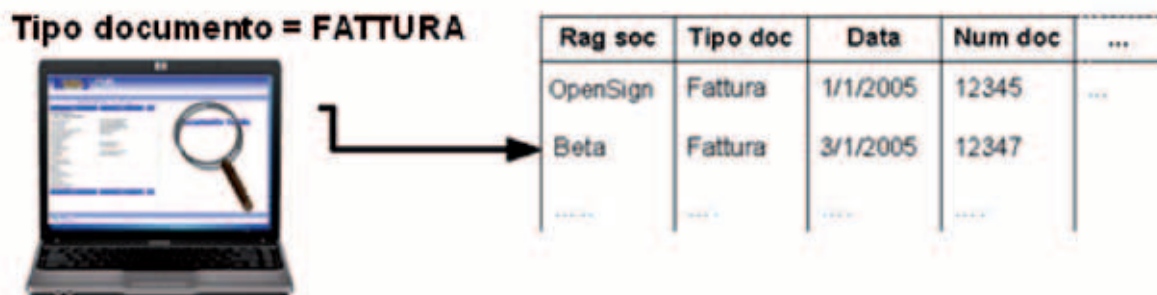 Tipo documento = FATTURA
Rag soc Tipo doc Data Num doc ...
OpenSign Fattura 1/1/2005 12345 ...
Beta Fattura 3/1/2005 12347
..... .... .... ....